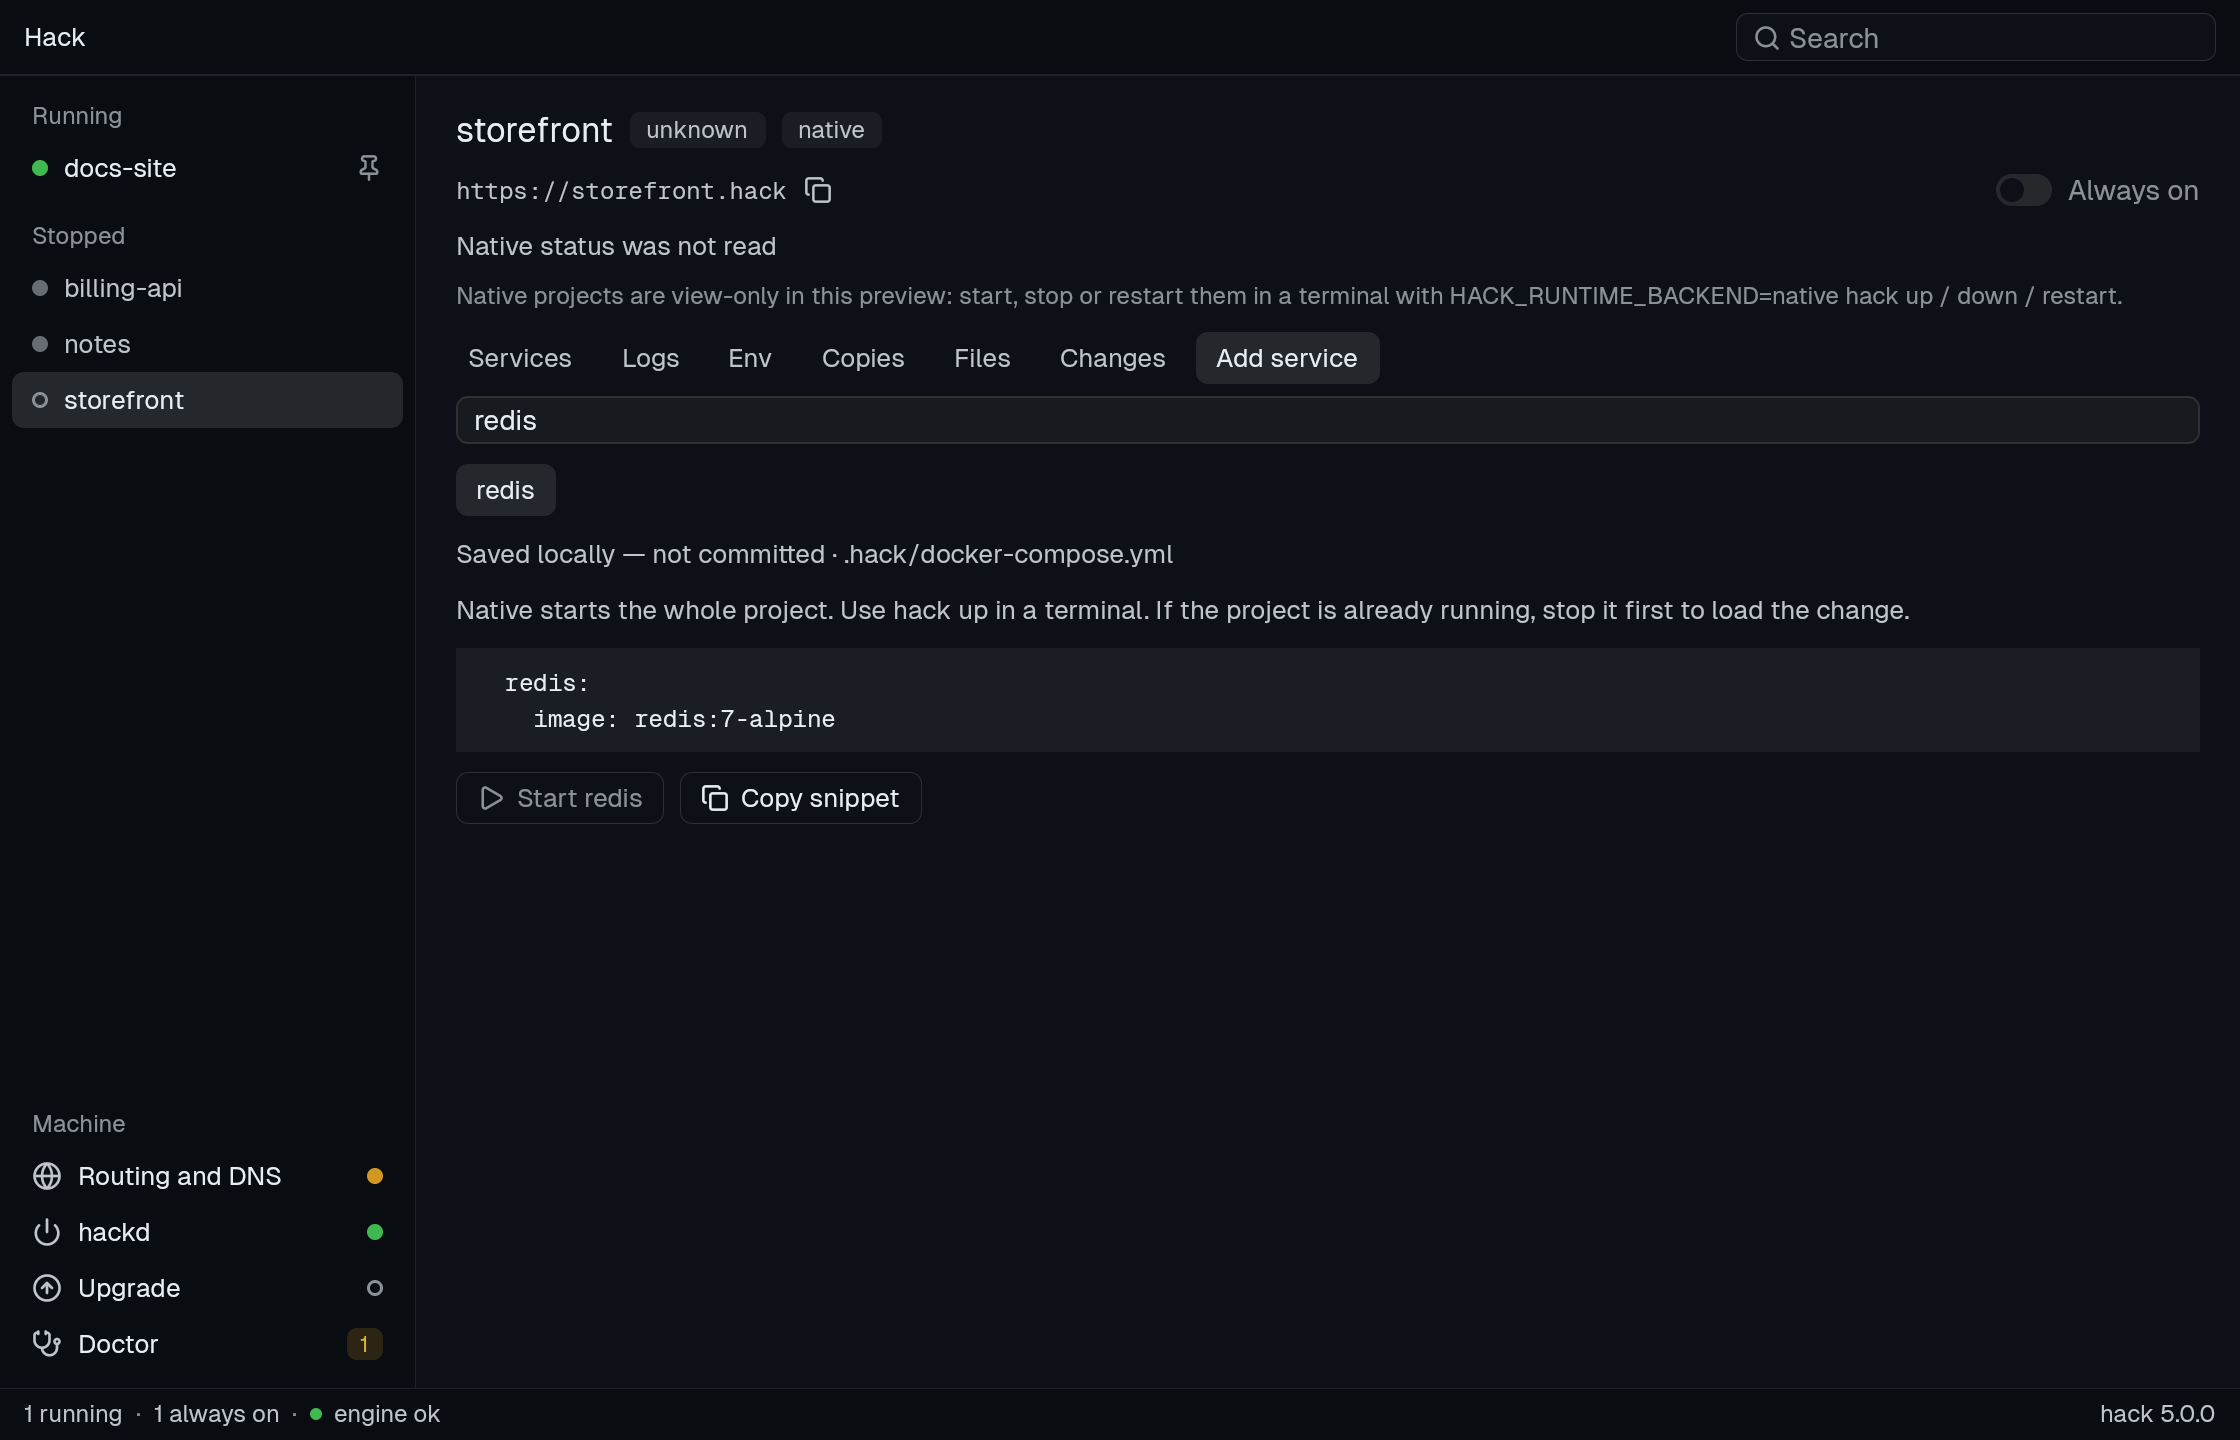 Hack
Search
Running
docs-site
Stopped
billing-api
notes
storefront
storefront unknown native
https://storefront.hack
Always on
Native status was not read
Native projects are view-only in this preview: start, stop or restart them in a terminal with HACK_RUNTIME_BACKEND=native hack up / down / restart.
Services Logs Env Copies Files Changes Add service
redis
redis
Saved locally — not committed · .hack/docker-compose.yml
Native starts the whole project. Use hack up in a terminal. If the project is already running, stop it first to load the change.
redis:
image: redis:7-alpine
Start redis Copy snippet
Machine
Routing and DNS
hackd
Upgrade
Doctor 1
1 running · 1 always on · engine ok
hack 5.0.0